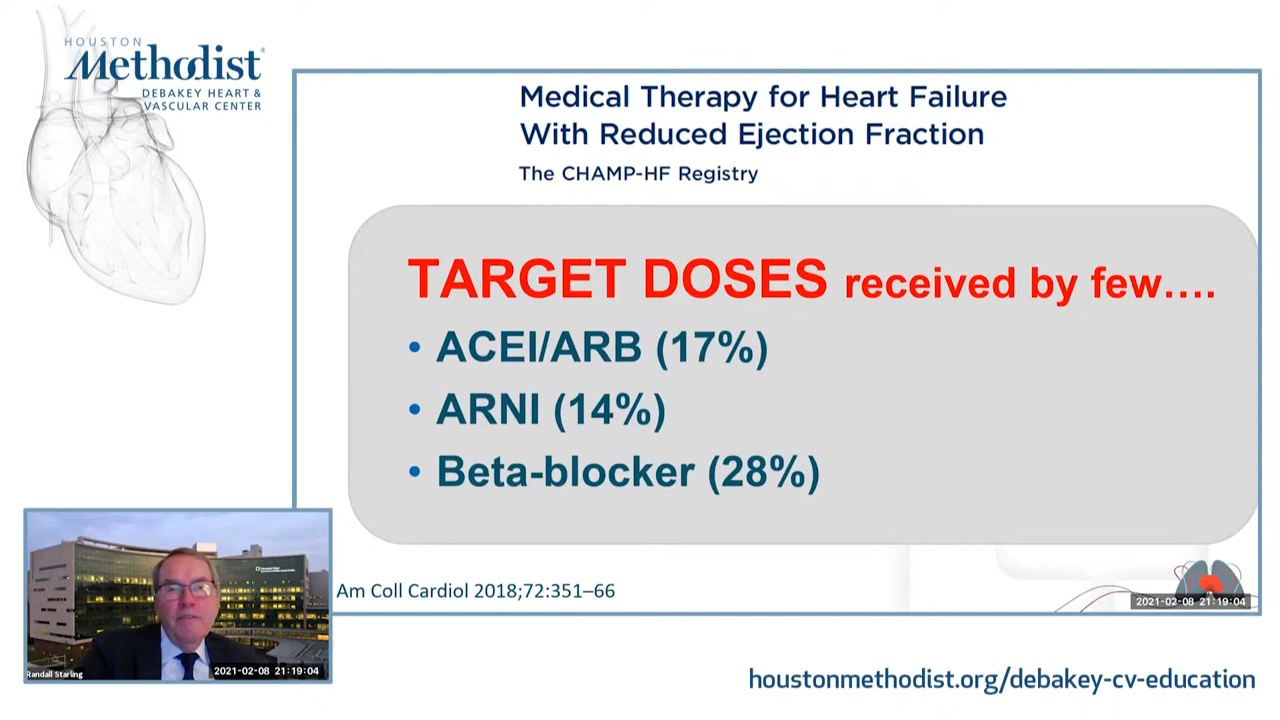 HOUSTON
Methodist
DEBAKEY HEART &
VASCULAR CENTER
Medical Therapy for Heart Failure
With Reduced Ejection Fraction
The CHAMP-HF Registry
TARGET DOSES received by few....
• ACEI/ARB (17%)
• ARNI (14%)
• Beta-blocker (28%)
Am Coll Cardiol 2018;72:351–66
2021-02-08 21:19:04
Randall Starling
2021-02-08 21:19:04
houstonmethodist.org/debakey-cv-education